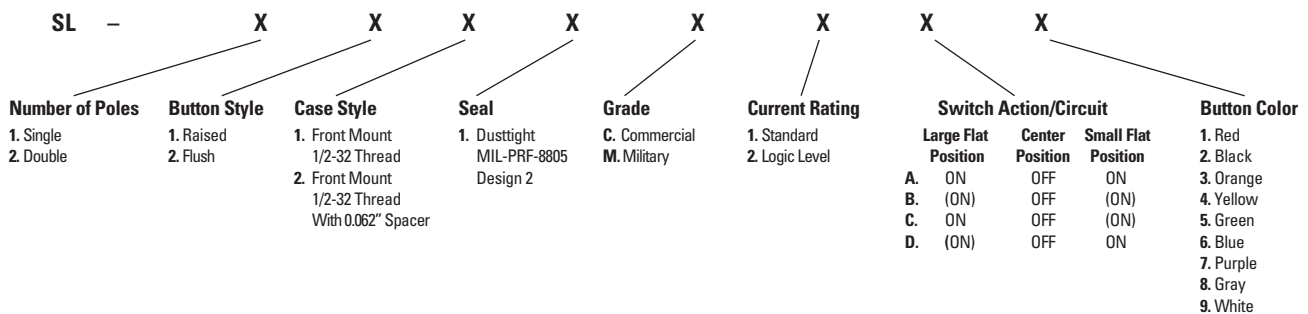 SL – X X X X X X X X
Number of Poles
1. Single
2. Double
Button Style
1. Raised
2. Flush
Case Style
1. Front Mount
1/2-32 Thread
2. Front Mount
1/2-32 Thread
With 0.062” Spacer
Seal
1. Dusttight
MIL-PRF-8805
Design 2
Grade
C. Commercial
M. Military
Current Rating
1. Standard
2. Logic Level
Switch Action/Circuit
Large Flat Center Small Flat
Position Position Position
A. ON OFF ON
B. (ON) OFF (ON)
C. ON OFF (ON)
D. (ON) OFF ON
Button Color
1. Red
2. Black
3. Orange
4. Yellow
5. Green
6. Blue
7. Purple
8. Gray
9. White